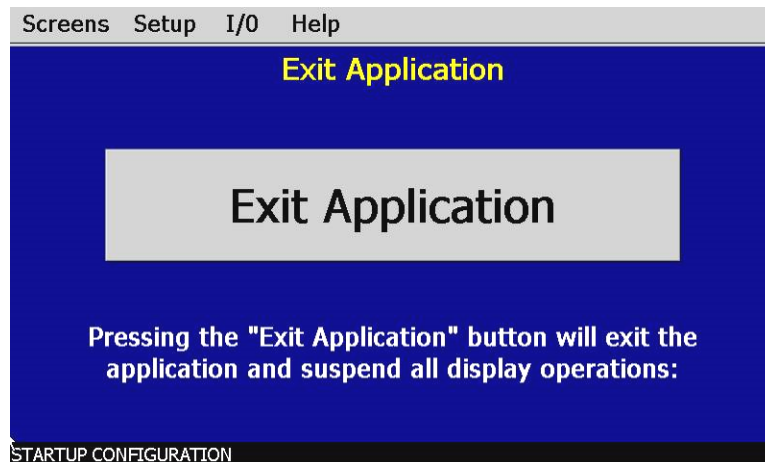 Screens Setup I/0 Help
Exit Application
Exit Application
Pressing the "Exit Application" button will exit the
application and suspend all display operations:
STARTUP CONFIGURATION